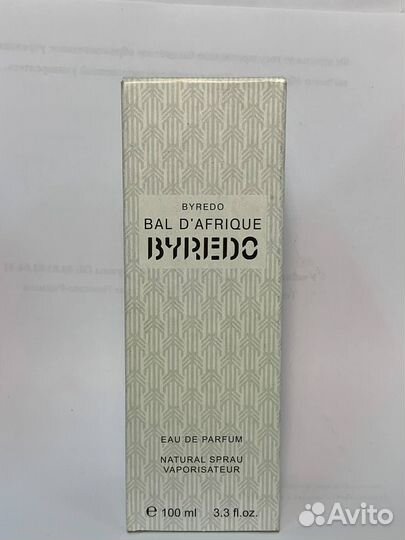 BYREDO
BAL D'AFRIQUE
BYREDO
EAU DE PARFUM
NATURAL SPRAU
VAPORISATEUR
e 100 ml 3.3 fl.oz.
Avito